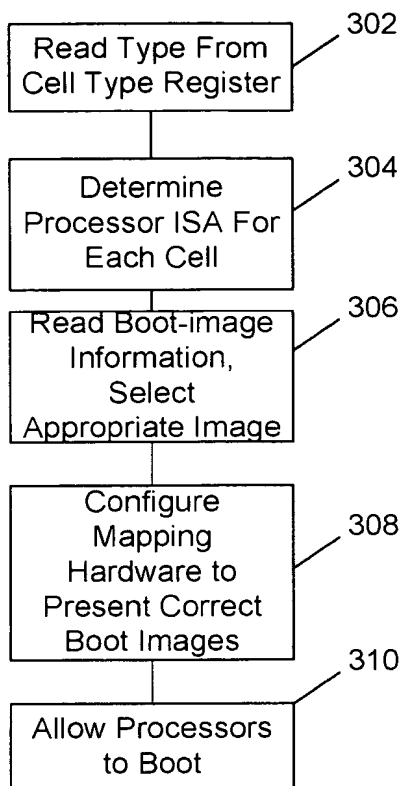 302
Read Type From
Cell Type Register
304
Determine
Processor ISA For
Each Cell
306
Read Boot-image
Information,
Select
Appropriate Image
308
Configure
Mapping
Hardware to
Present Correct
Boot Images
310
Allow Processors
to Boot